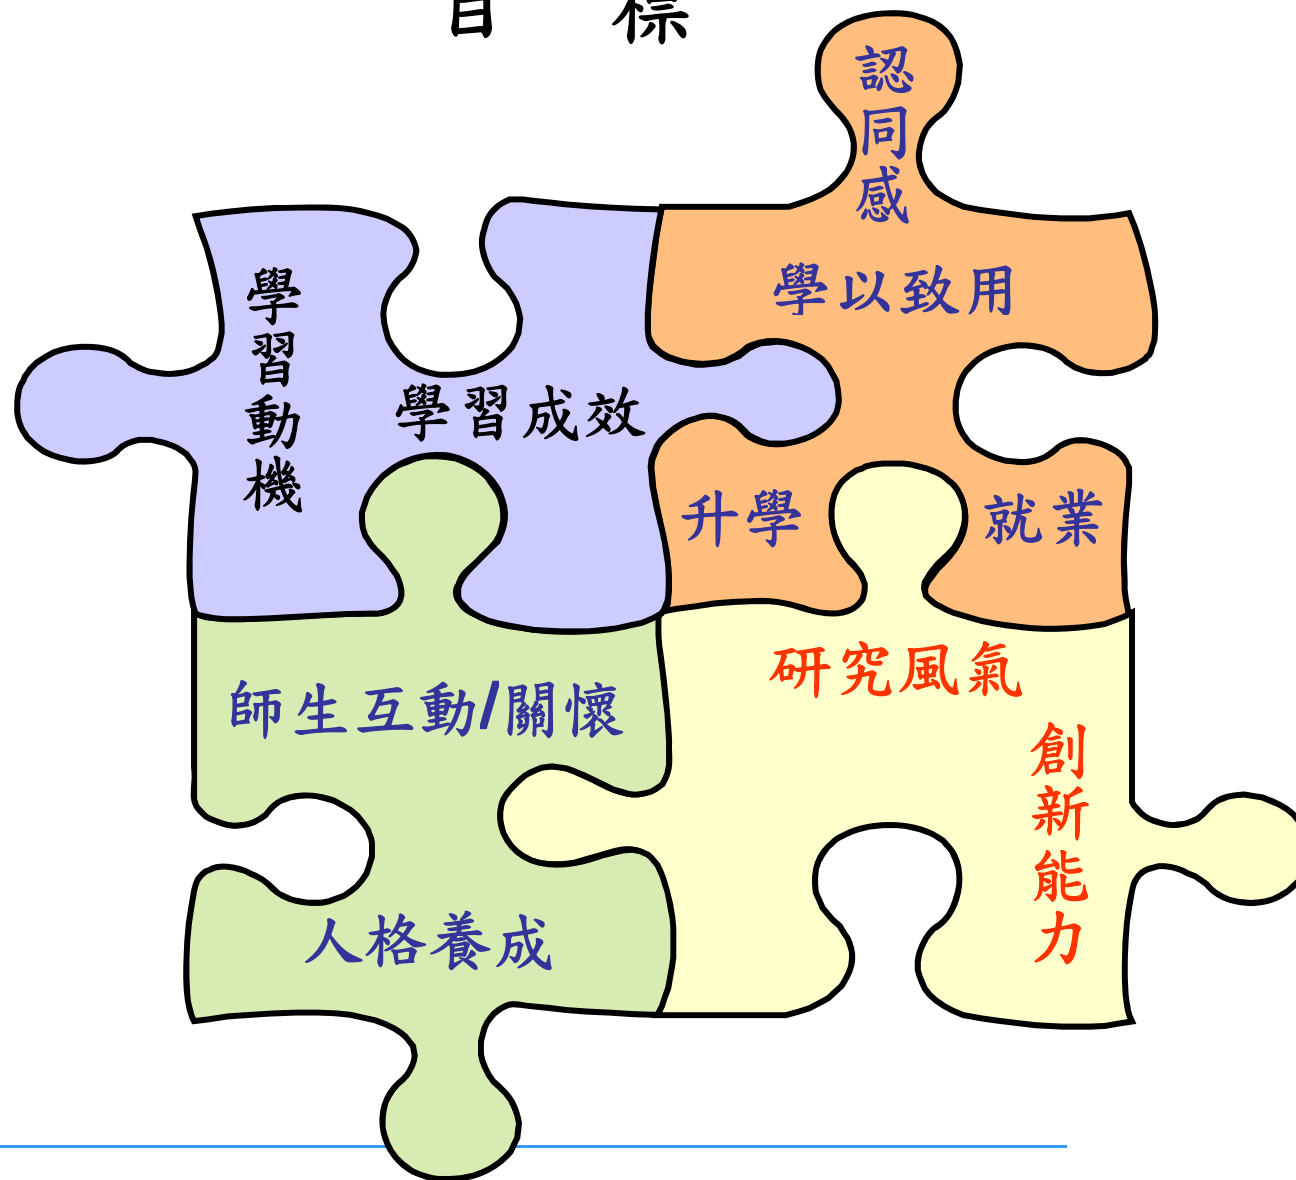 目 標
認同感
學以致用
學習動機
學習成效
升學
就業
師生互動/關懷
研究風氣
創新能力
人格養成